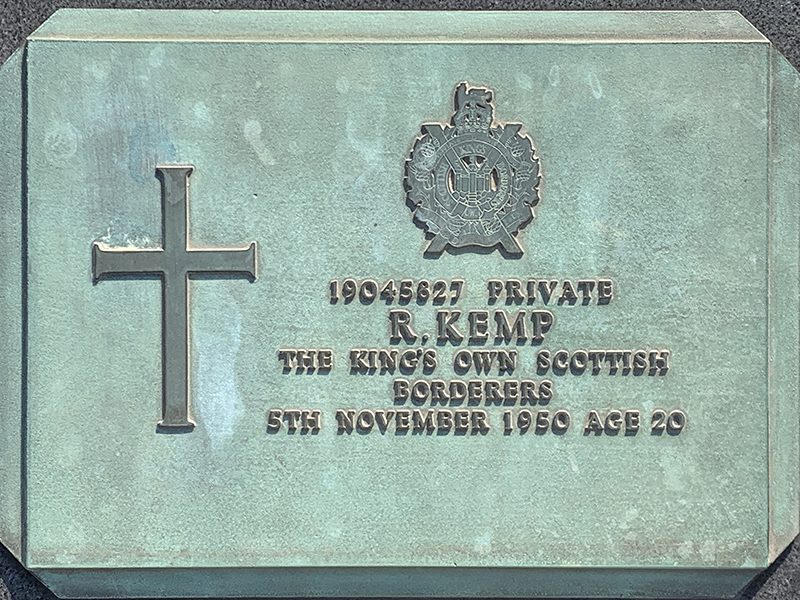 19045827 PRIVATE
R. KEMP
THE KING'S OWN SCOTTISH
BORDERERS
5TH NOVEMBER 1950 AGE 20